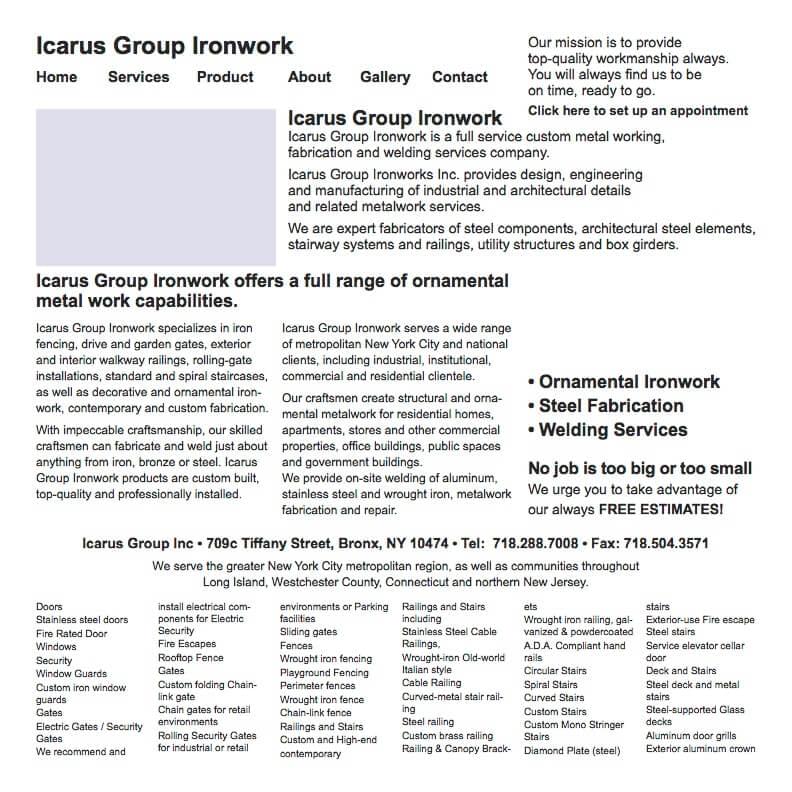 Icarus Group Ironwork
Home Services Product About Gallery Contact
Our mission is to provide
top-quality workmanship always.
You will always find us to be
on time, ready to go.
Click here to set up an appointment
Icarus Group Ironwork
Icarus Group Ironwork is a full service custom metal working,
fabrication and welding services company.
Icarus Group Ironworks Inc. provides design, engineering
and manufacturing of industrial and architectural details
and related metalwork services.
We are expert fabricators of steel components, architectural steel elements,
stairway systems and railings, utility structures and box girders.
Icarus Group Ironwork offers a full range of ornamental
metal work capabilities.
Icarus Group Ironwork specializes in iron
fencing, drive and garden gates, exterior
and interior walkway railings, rolling-gate
installations, standard and spiral staircases,
as well as decorative and ornamental iron-
work, contemporary and custom fabrication.
With impeccable craftsmanship, our skilled
craftsmen can fabricate and weld just about
anything from iron, bronze or steel. Icarus
Group Ironwork products are custom built,
top-quality and professionally installed.
Icarus Group Ironwork serves a wide range
of metropolitan New York City and national
clients, including industrial, institutional,
commercial and residential clientele.
Our craftsmen create structural and orna-
mental metalwork for residential homes,
apartments, stores and other commercial
properties, office buildings, public spaces
and government buildings.
We provide on-site welding of aluminum,
stainless steel and wrought iron, metalwork
fabrication and repair.
• Ornamental Ironwork
• Steel Fabrication
• Welding Services
No job is too big or too small
We urge you to take advantage of
our always FREE ESTIMATES!
Icarus Group Inc • 709c Tiffany Street, Bronx, NY 10474 • Tel: 718.288.7008 • Fax: 718.504.3571
We serve the greater New York City metropolitan region, as well as communities throughout
Long Island, Westchester County, Connecticut and northern New Jersey.
Doors
Stainless steel doors
Fire Rated Door
Windows
Security
Window Guards
Custom iron window
guards
Gates
Electric Gates / Security
Gates
We recommend and
install electrical com-
ponents for Electric
Security
Fire Escapes
Rooftop Fence
Gates
Custom folding Chain-
link gate
Chain gates for retail
environments
Rolling Security Gates
for industrial or retail
environments or Parking
facilities
Sliding gates
Fences
Wrought iron fencing
Playground Fencing
Perimeter fences
Wrought iron fence
Chain-link fence
Railings and Stairs
Custom and High-end
contemporary
Railings and Stairs
including
Stainless Steel Cable
Railings,
Wrought-iron Old-world
Italian style
Cable Railing
Curved-metal stair rail-
ing
Steel railing
Custom brass railing
Railing & Canopy Brack-
ets
Wrought iron railing, gal-
vanized & powdercoated
A.D.A. Compliant hand
rails
Circular Stairs
Spiral Stairs
Curved Stairs
Custom Stairs
Custom Mono Stringer
Stairs
Diamond Plate (steel)
stairs
Exterior-use Fire escape
Steel stairs
Service elevator cellar
door
Deck and Stairs
Steel deck and metal
stairs
Steel-supported Glass
decks
Aluminum door grills
Exterior aluminum crown